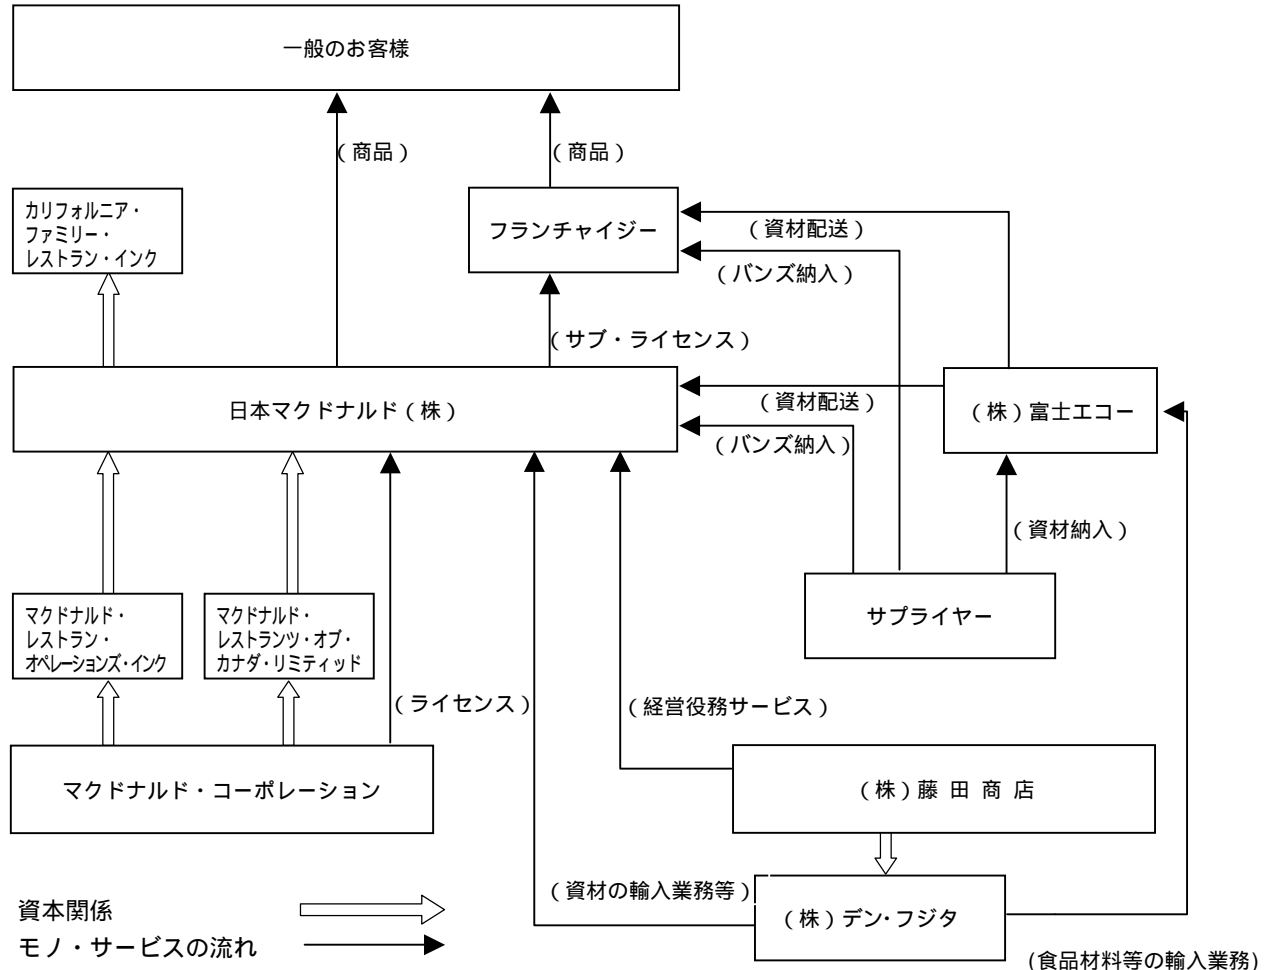 一般のお客様
(商品)
(商品)
カリフォルニア・
ファミリー・
レストラン・インク
フランチャイジー
(資材配送)
(バンズ納入)
(サブ・ライセンス)
日本マクドナルド(株)
(資材配送)
(バンズ納入)
(株)富士エコー
(資材納入)
サプライヤー
マクドナルド・
レストラン・
オペレーションズ・インク
マクドナルド・
レストランツ・オブ・
カナダ・リミティッド
(ライセンス)
(経営役務サービス)
マクドナルド・コーポレーション
(株)藤 田 商 店
(資材の輸入業務等)
(株)デン・フジタ
資本関係
モノ・サービスの流れ
(食品材料等の輸入業務)